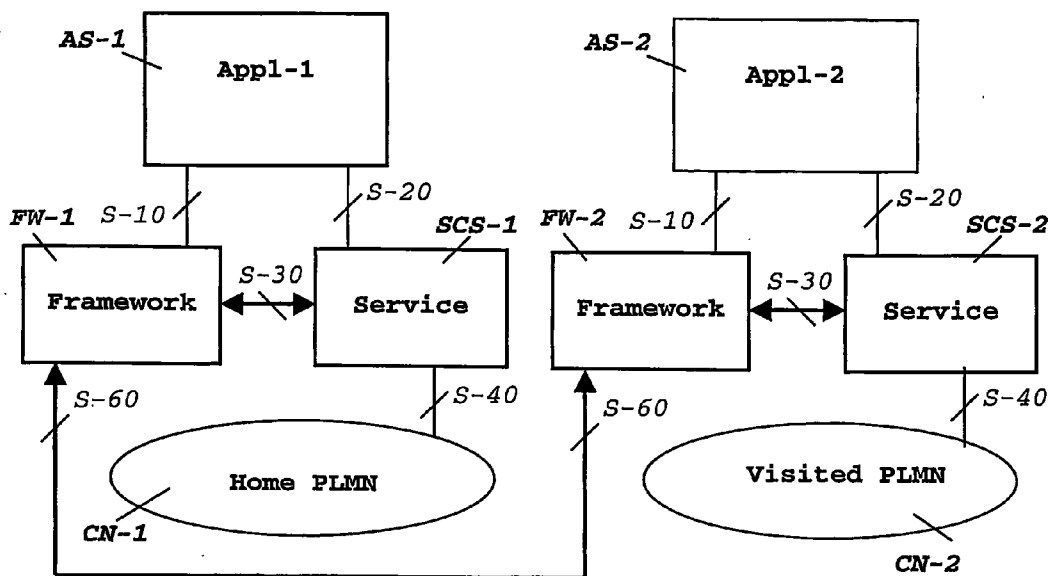 AS-1
Appl-1
AS-2
Appl-2
S-10
S-20
S-10
S-20
FW-1
SCS-1
FW-2
SCS-2
Framework
S-30
Service
Framework
S-30
Service
S-60
S-40
S-60
S-40
Home PLMN
Visited PLMN
CN-1
CN-2